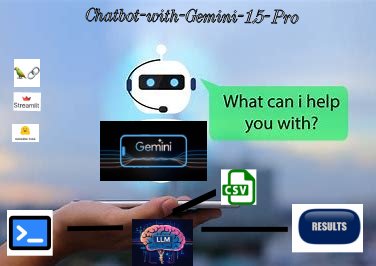 Chatbot-with-Gemini-1.5-Pro
What can i help
you with?
Streamlit
Gemini
CSV
LLM
RESULTS